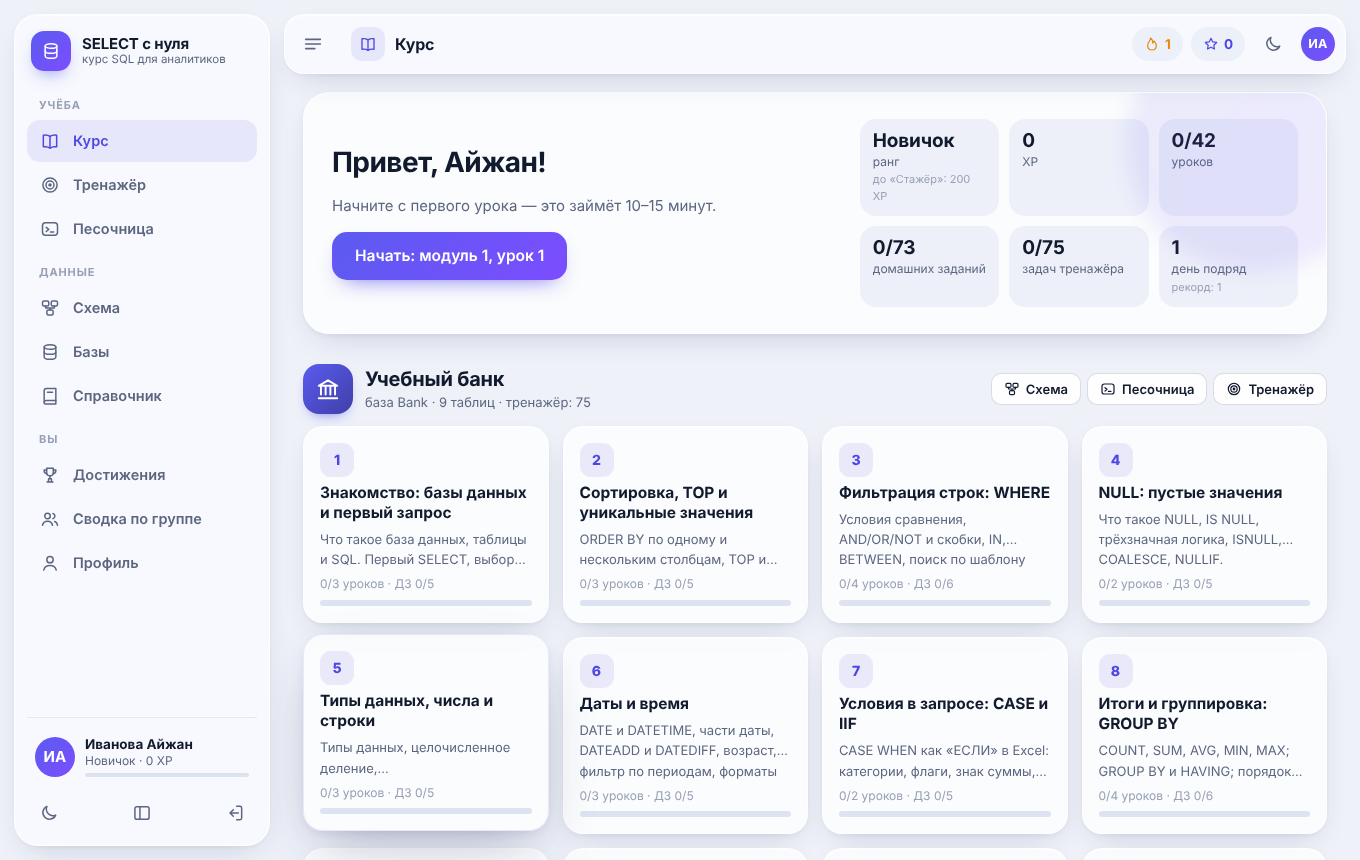 SELECT с нуля
курс SQL для аналитиков
УЧЁБА
Курс
Тренажёр
Песочница
ДАННЫЕ
Схема
Базы
Справочник
ВЫ
Достижения
Сводка по группе
Профиль
ИА
Иванова Айжан
Новичок · 0 XP
Курс
1
0
ИА
Привет, Айжан!
Начните с первого урока — это займёт 10–15 минут.
Начать: модуль 1, урок 1
Новичок
ранг
до «Стажёр»: 200
XP
0
XP
0/42
уроков
0/73
домашних заданий
0/75
задач тренажёра
1
день подряд
рекорд: 1
Учебный банк
база Bank · 9 таблиц · тренажёр: 75
Схема
Песочница
Тренажёр
1
Знакомство: базы данных
и первый запрос
Что такое база данных, таблицы
и SQL. Первый SELECT, выбор...
0/3 уроков · ДЗ 0/5
2
Сортировка, TOP и
уникальные значения
ORDER BY по одному и
нескольким столбцам, TOP и...
0/3 уроков · ДЗ 0/5
3
Фильтрация строк: WHERE
Условия сравнения,
AND/OR/NOT и скобки, IN,...
BETWEEN, поиск по шаблону
0/4 уроков · ДЗ 0/6
4
NULL: пустые значения
Что такое NULL, IS NULL,
трёхзначная логика, ISNULL,...
COALESCE, NULLIF.
0/2 уроков · ДЗ 0/5
5
Типы данных, числа и
строки
Типы данных, целочисленное
деление,...
0/3 уроков · ДЗ 0/5
6
Даты и время
DATE и DATETIME, части даты,
DATEADD и DATEDIFF, возраст,...
фильтр по периодам, форматы
0/3 уроков · ДЗ 0/5
7
Условия в запросе: CASE и
IIF
CASE WHEN как «ЕСЛИ» в Excel:
категории, флаги, знак суммы,...
0/2 уроков · ДЗ 0/5
8
Итоги и группировка:
GROUP BY
COUNT, SUM, AVG, MIN, MAX;
GROUP BY и HAVING; порядок...
0/4 уроков · ДЗ 0/6